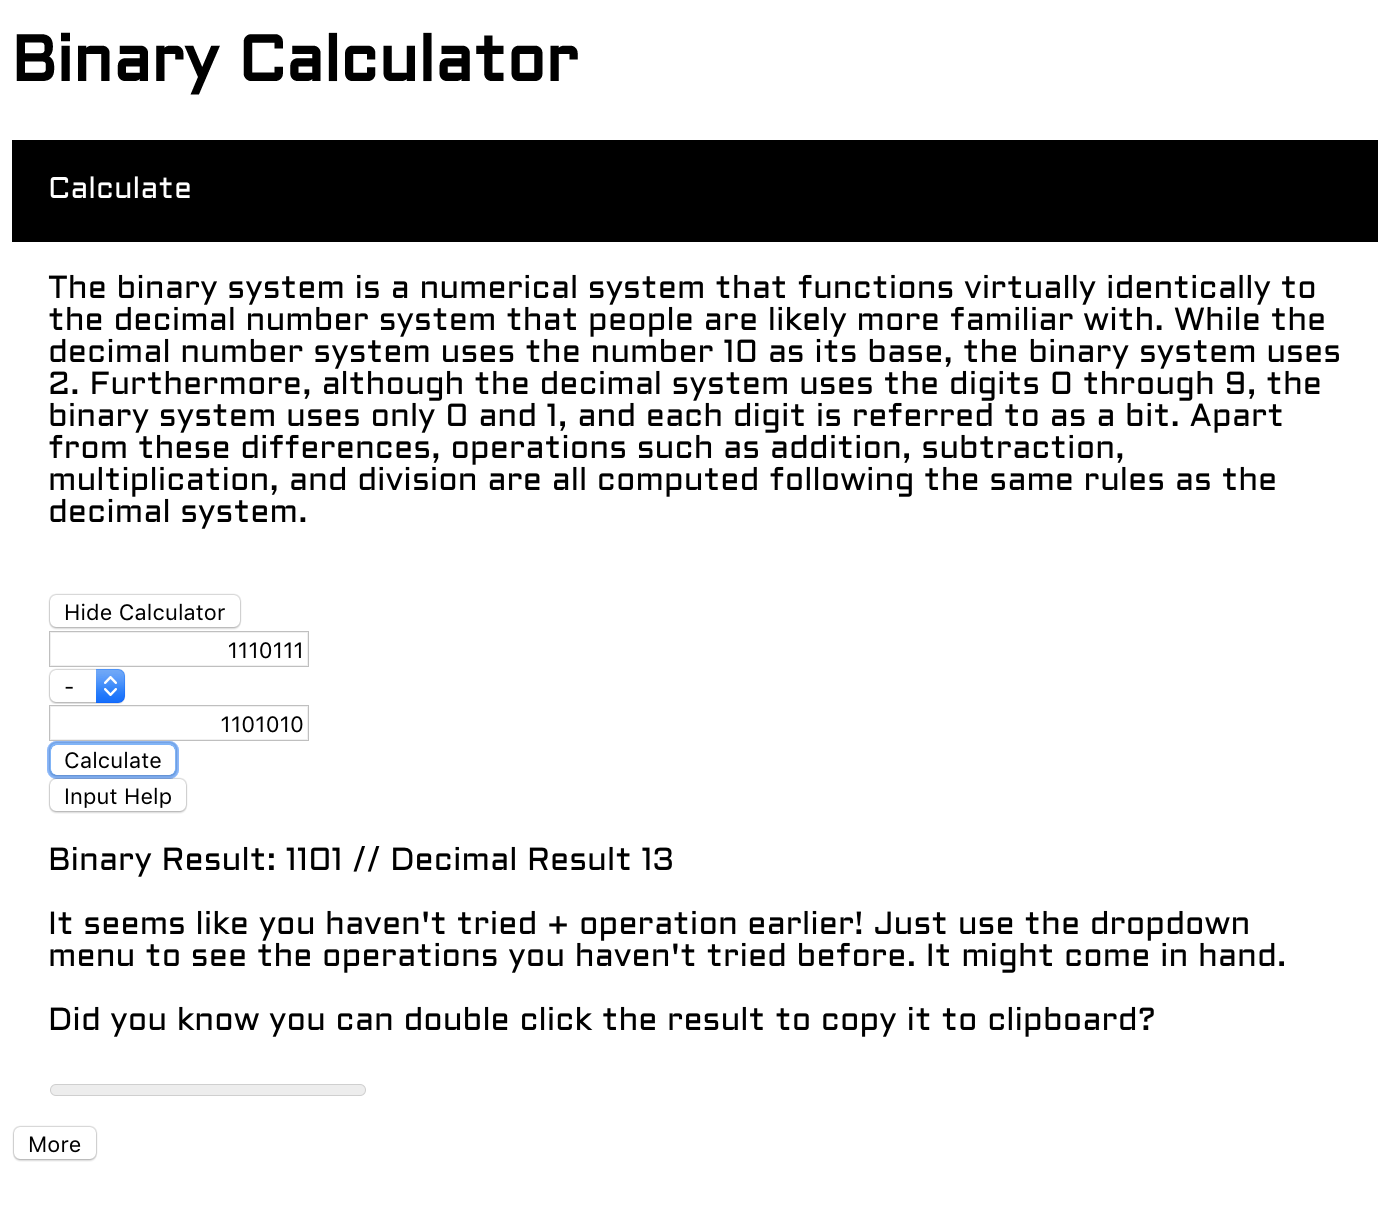 Binary Calculator
Calculate
The binary system is a numerical system that functions virtually identically to
the decimal number system that people are likely more familiar with. While the
decimal number system uses the number 10 as its base, the binary system uses
2. Furthermore, although the decimal system uses the digits 0 through 9, the
binary system uses only 0 and 1, and each digit is referred to as a bit. Apart
from these differences, operations such as addition, subtraction,
multiplication, and division are all computed following the same rules as the
decimal system.
Hide Calculator
1110111
-
1101010
Calculate
Input Help
Binary Result: 1101 // Decimal Result 13
It seems like you haven't tried + operation earlier! Just use the dropdown
menu to see the operations you haven't tried before. It might come in hand.
Did you know you can double click the result to copy it to clipboard?
More